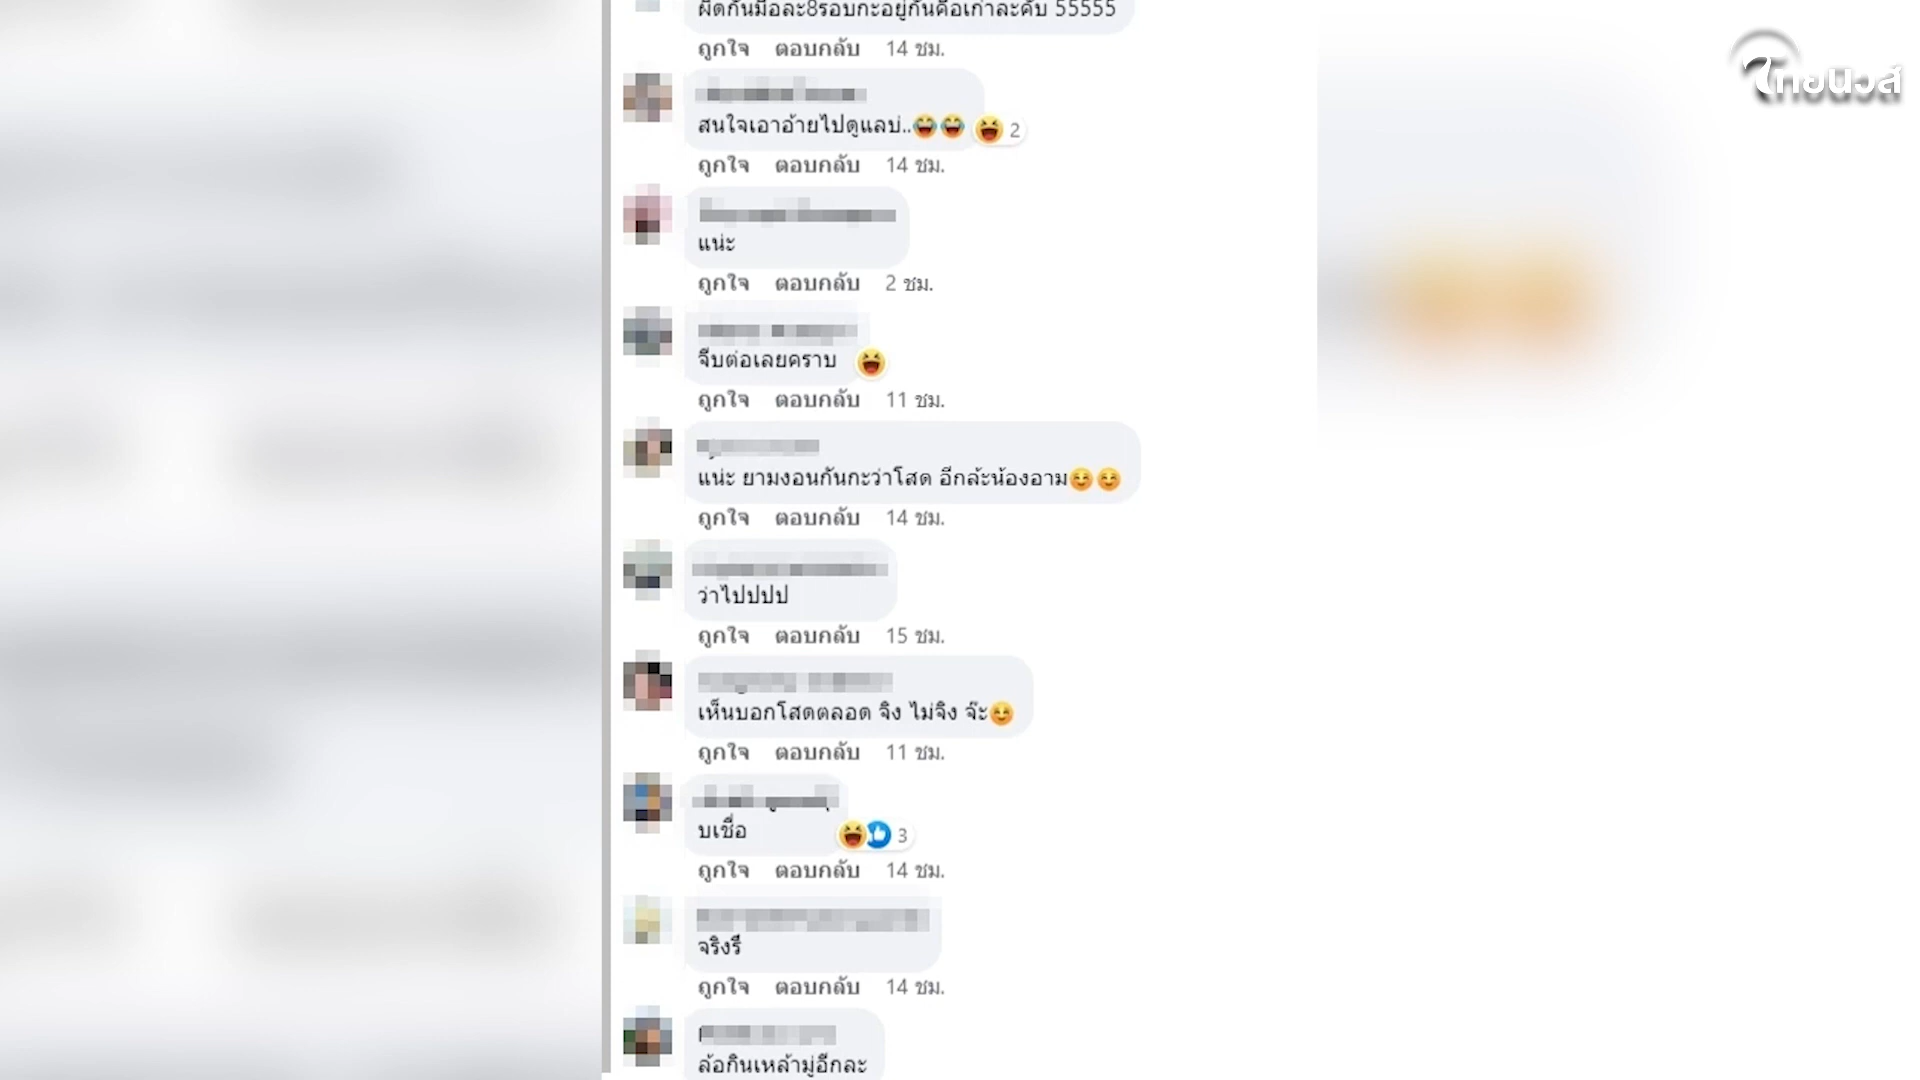 ผิดกันมื้อละ8รอบกะอยู่กันคือเก่าละคับ 55555
ถูกใจ ตอบกลับ 14 ชม.
ไทยนิวส์
สนใจเอาอ้ายไปดูแลบ่..😂😂 2
ถูกใจ ตอบกลับ 14 ชม.
แน่ะ
ถูกใจ ตอบกลับ 2 ชม.
จีบต่อเลยคราบ
ถูกใจ ตอบกลับ 11 ชม.
แน่ะ ยามงอนกันกะว่าโสด อีกล้ะน้องอาม☺️☺️
ถูกใจ ตอบกลับ 14 ชม.
ว่าไปปปป
ถูกใจ ตอบกลับ 15 ชม.
เห็นบอกโสดตลอด จิง ไม่จิง จ๊ะ☺️
ถูกใจ ตอบกลับ 11 ชม.
บเชื่อ 3
ถูกใจ ตอบกลับ 14 ชม.
จริงรึ
ถูกใจ ตอบกลับ 14 ชม.
ล้อกินเหล้ามู่อีกละ